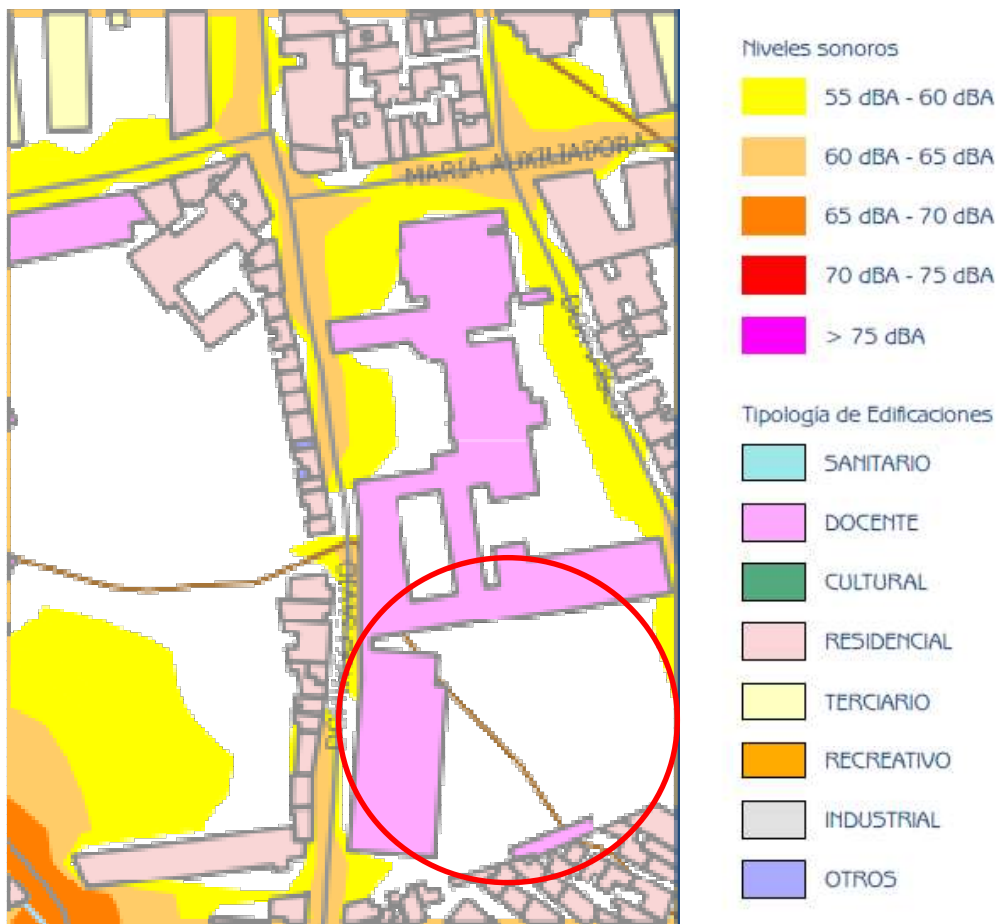 MARIA AUXILIADORA
Niveles sonoros
55 dBA - 60 dBA
60 dBA - 65 dBA
65 dBA - 70 dBA
70 dBA - 75 dBA
> 75 dBA
Tipología de Edificaciones
SANITARIO
DOCENTE
CULTURAL
RESIDENCIAL
TERCIARIO
RECREATIVO
INDUSTRIAL
OTROS